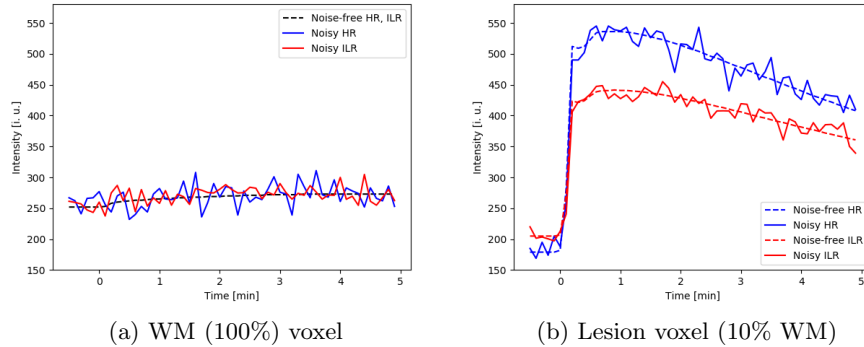 550
500
450
400
350
300
250
200
150
Intensity [i. u.]
0
1
2
3
4
5
Time [min]
Noise-free HR, ILR
Noisy HR
Noisy ILR
(a) WM (100%) voxel
550
500
450
400
350
300
250
200
150
Intensity [i. u.]
0
1
2
3
4
5
Time [min]
Noise-free HR
Noisy HR
Noise-free ILR
Noisy ILR
(b) Lesion voxel (10% WM)